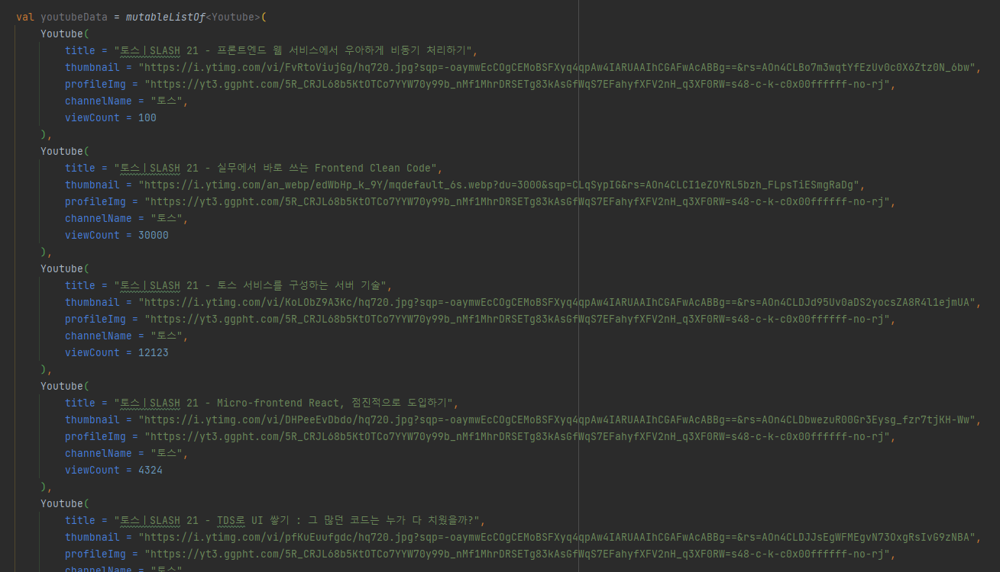 val youtubeData = mutableListOf<Youtube>(
Youtube(
title = "토스ㅣSLASH 21 - 프론트엔드 웹 서비스에서 우아하게 비동기 처리하기",
thumbnail = "https://i.ytimg.com/vi/FvRtoViujGg/hq720.jpg?sqp=-oaymwEcCOgCEMoBSFXyq4qpAw4IARUAAIhCGAFwAcABBg==&rs=AOn4CLBo7m3wqtYfEzUv0c0X6Ztz0N_6bw",
profileImg = "https://yt3.ggpht.com/5R_CRJL68b5KtOTCo7YYW70y99b_nMf1MhrDRSETg83kAsGfWqS7EFahyfXFV2nH_q3XF0RW=s48-c-k-c0x00ffffff-no-rj",
channelName = "토스",
viewCount = 100
),
Youtube(
title = "토스ㅣSLASH 21 - 실무에서 바로 쓰는 Frontend Clean Code",
thumbnail = "https://i.ytimg.com/an_webp/edWbHp_k_9Y/mqdefault_6s.webp?du=3000&sqp=CLqSypIG&rs=AOn4CLCI1eZOYRL5bzh_FLpsTiESmgRaDg",
profileImg = "https://yt3.ggpht.com/5R_CRJL68b5KtOTCo7YYW70y99b_nMf1MhrDRSETg83kAsGfWqS7EFahyfXFV2nH_q3XF0RW=s48-c-k-c0x00ffffff-no-rj",
channelName = "토스",
viewCount = 30000
),
Youtube(
title = "토스ㅣSLASH 21 - 토스 서비스를 구성하는 서버 기술",
thumbnail = "https://i.ytimg.com/vi/KoLObZ9A3Kc/hq720.jpg?sqp=-oaymwEcCOgCEMoBSFXyq4qpAw4IARUAAIhCGAFwAcABBg==&rs=AOn4CLDJd95Uv0aDS2yocsZA8R4l1ejmUA",
profileImg = "https://yt3.ggpht.com/5R_CRJL68b5KtOTCo7YYW70y99b_nMf1MhrDRSETg83kAsGfWqS7EFahyfXFV2nH_q3XF0RW=s48-c-k-c0x00ffffff-no-rj",
channelName = "토스",
viewCount = 12123
),
Youtube(
title = "토스ㅣSLASH 21 - Micro-frontend React, 점진적으로 도입하기",
thumbnail = "https://i.ytimg.com/vi/DHPeeEvDbdo/hq720.jpg?sqp=-oaymwEcCOgCEMoBSFXyq4qpAw4IARUAAIhCGAFwAcABBg==&rs=AOn4CLDbwezuR00Gr3Eysg_fzr7tjKH-Ww",
profileImg = "https://yt3.ggpht.com/5R_CRJL68b5KtOTCo7YYW70y99b_nMf1MhrDRSETg83kAsGfWqS7EFahyfXFV2nH_q3XF0RW=s48-c-k-c0x00ffffff-no-rj",
channelName = "토스",
viewCount = 4324
),
Youtube(
title = "토스ㅣSLASH 21 - TDS로 UI 쌓기 : 그 많던 코드는 누가 다 치웠을까?",
thumbnail = "https://i.ytimg.com/vi/pfKuEuufgdc/hq720.jpg?sqp=-oaymwEcCOgCEMoBSFXyq4qpAw4IARUAAIhCGAFwAcABBg==&rs=AOn4CLDJJsEgWFMEgvN73OxgRsIvG9zNBA",
profileImg = "https://yt3.ggpht.com/5R_CRJL68b5KtOTCo7YYW70y99b_nMf1MhrDRSETg83kAsGfWqS7EFahyfXFV2nH_q3XF0RW=s48-c-k-c0x00ffffff-no-rj",
channelName = "토스"